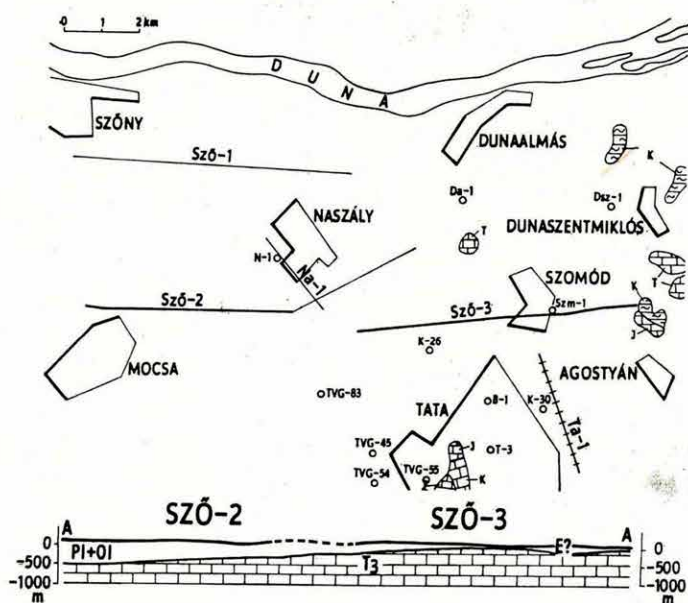 0 1 2 km
DUNA
SZŐNY
DUNAALMÁS
K
Sző-1
Da-1
Dsz-1
NASZÁLY
DUNASZENTMIKLÓS
T
N-1
Na-1
T
SZOMÓD
K
Sző-2
Sző-3
Szm-1
J
K-26
MOCSA
AGOSTYÁN
TVG-83
TATA
B-1
K-30
Ta-1
TVG-45
J
T-3
TVG-54
TVG-55
K
SZŐ-2
SZŐ-3
A
A
0
Pl+Ol
E?
0
-500
T3
-500
-1000
-1000
m
m